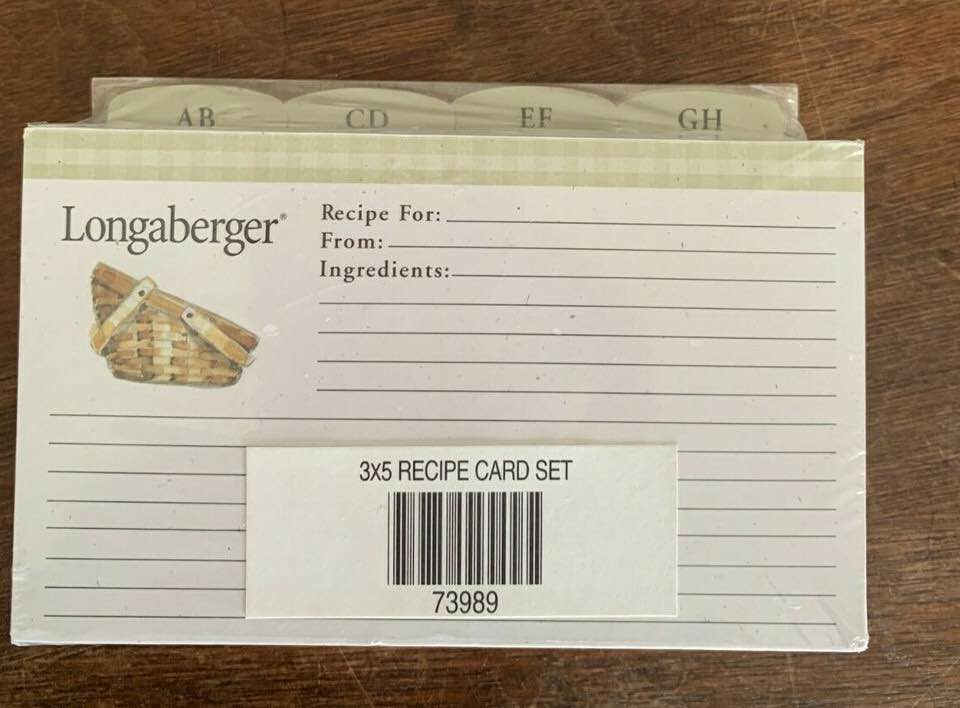 AB CD EF GH
Longaberger®
Recipe For:
From:
Ingredients:
3X5 RECIPE CARD SET
73989